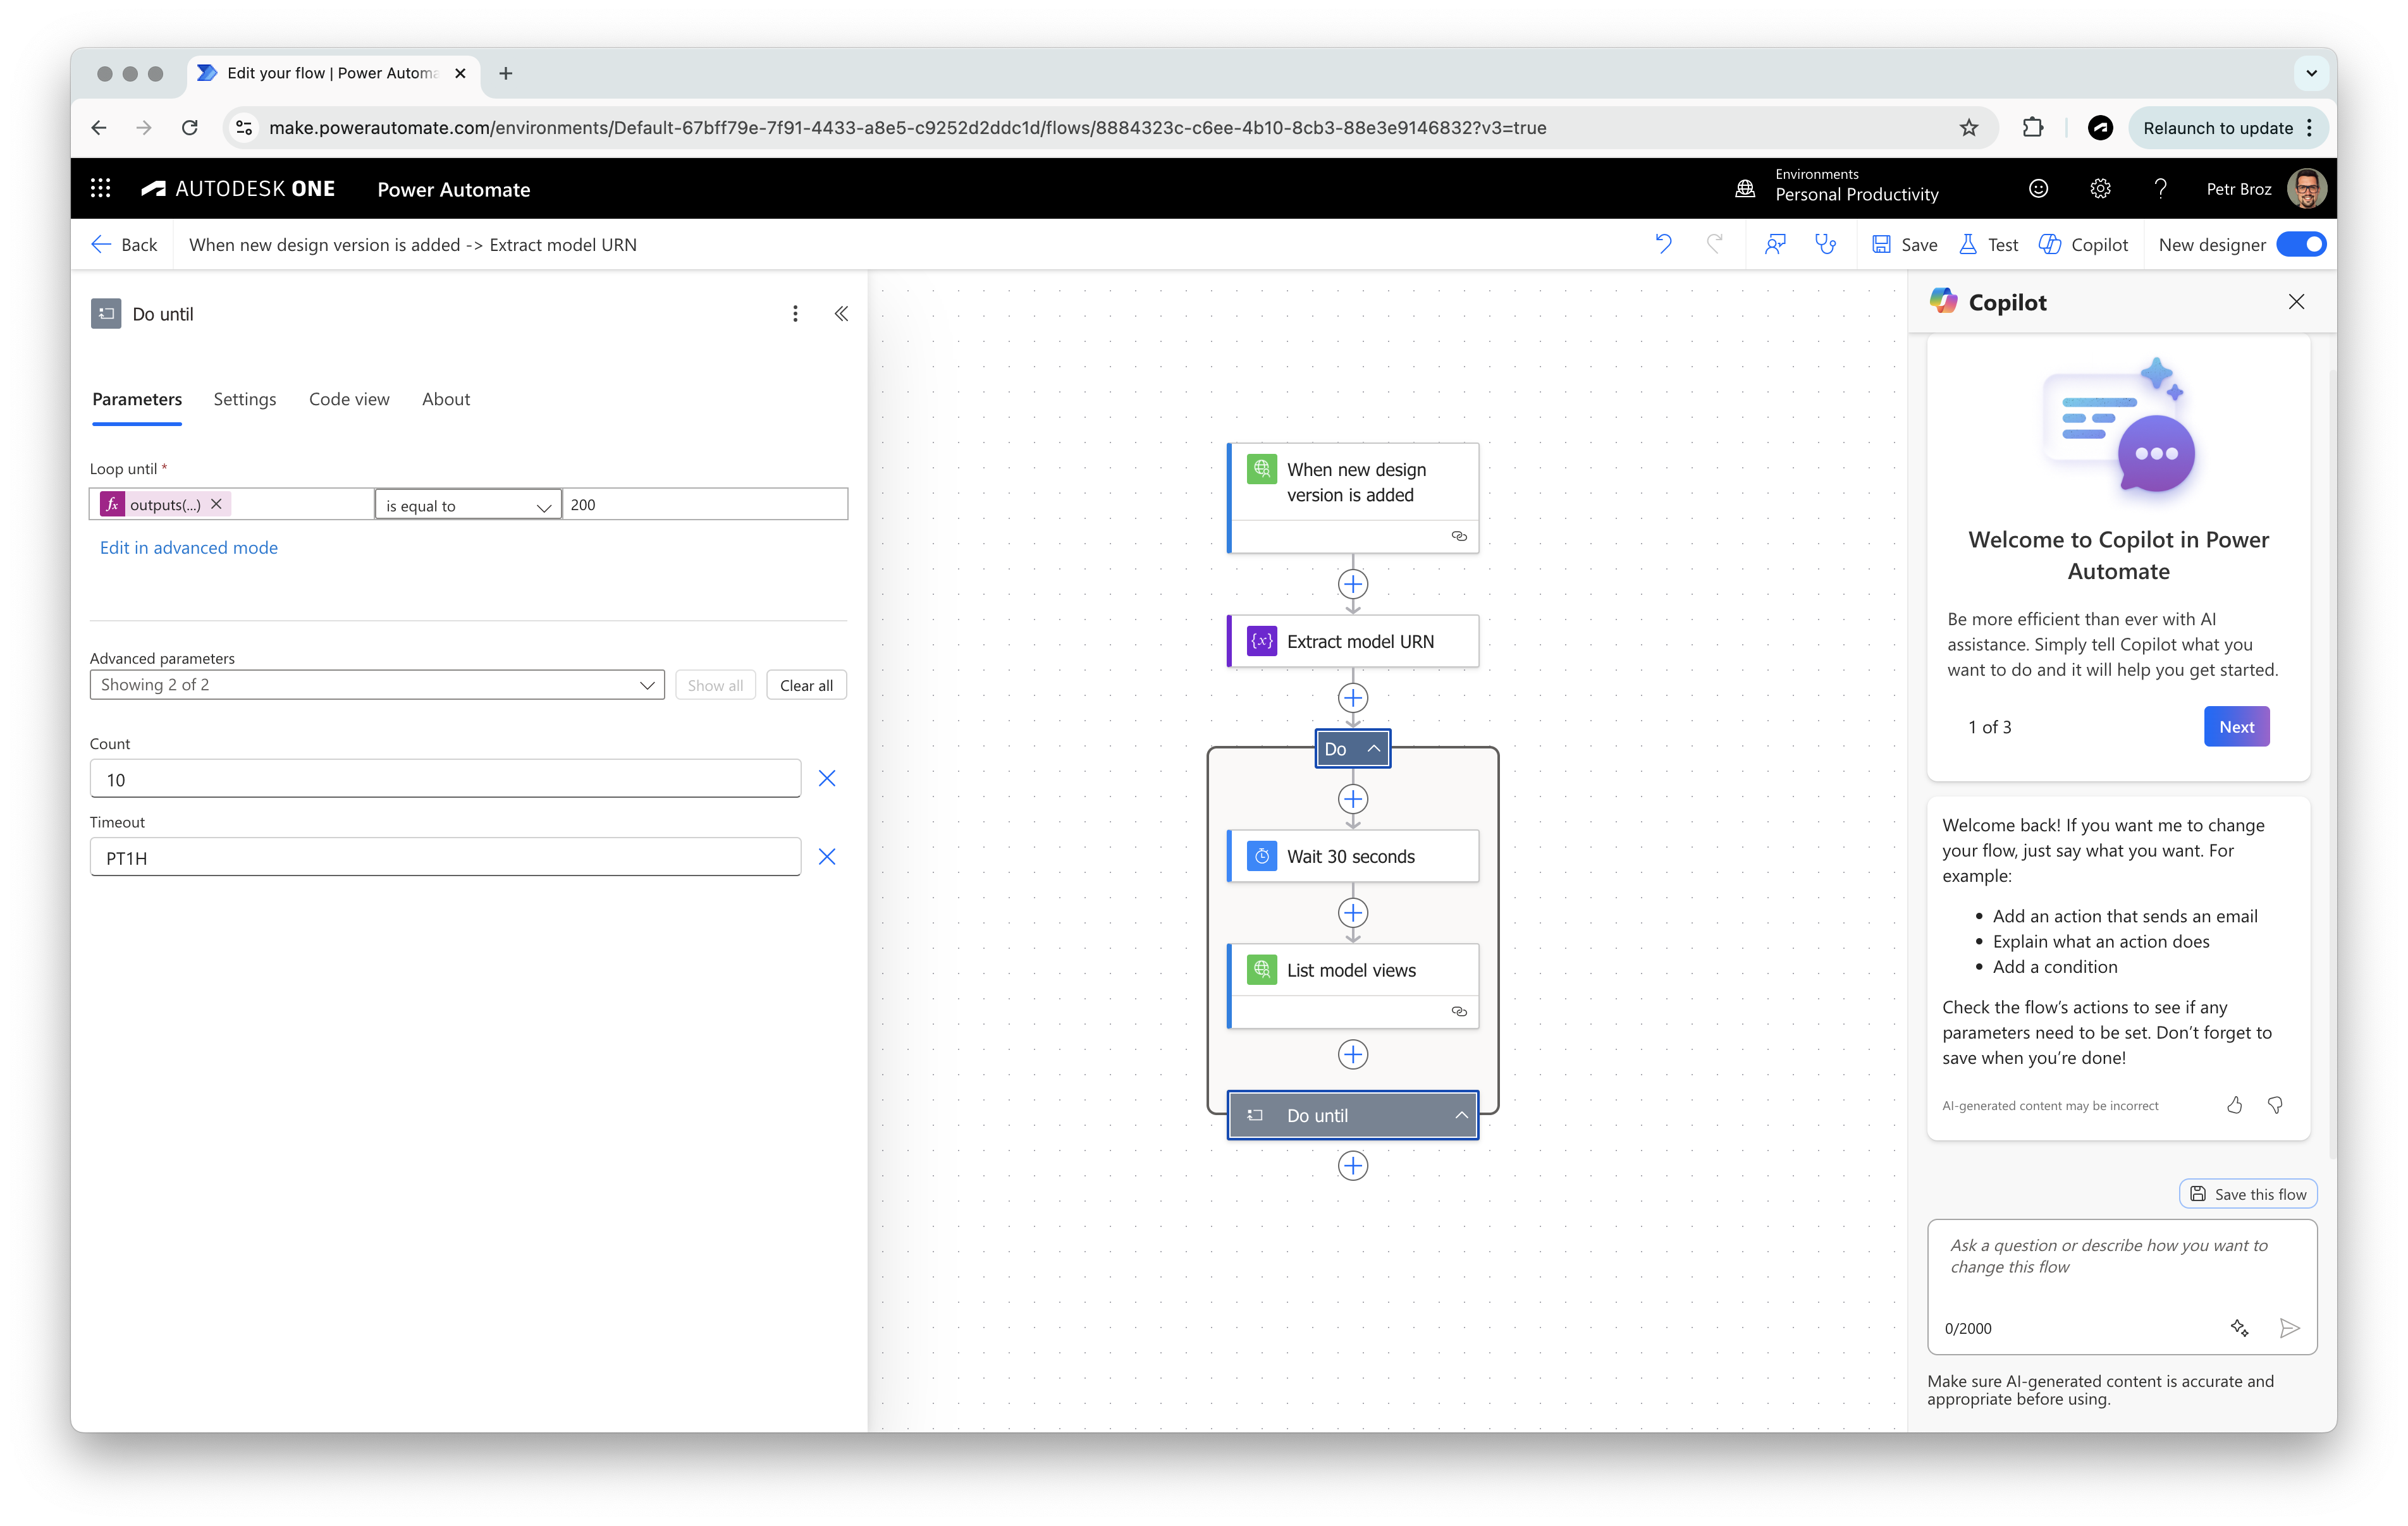 Edit your flow | Power Automa
make.powerautomate.com/environments/Default-67bff79e-7f91-4433-a8e5-c9252d2ddc1d/flows/8884323c-c6ee-4b10-8cb3-88e3e9146832?v3=true
Relaunch to update
AUTODESK ONE
Power Automate
Environments
Personal Productivity
Petr Broz
Back
When new design version is added -> Extract model URN
Save
Test
Copilot
New designer
Do until
Parameters
Settings
Code view
About
Loop until *
fx outputs(...)
is equal to
200
Edit in advanced mode
Advanced parameters
Showing 2 of 2
Show all
Clear all
Count
10
Timeout
PT1H
When new design
version is added
{x} Extract model URN
Do
Wait 30 seconds
List model views
Do until
Copilot
Welcome to Copilot in Power
Automate
Be more efficient than ever with AI
assistance. Simply tell Copilot what you
want to do and it will help you get started.
1 of 3
Next
Welcome back! If you want me to change
your flow, just say what you want. For
example:
• Add an action that sends an email
• Explain what an action does
• Add a condition
Check the flow’s actions to see if any
parameters need to be set. Don’t forget to
save when you’re done!
AI-generated content may be incorrect
Save this flow
Ask a question or describe how you want to
change this flow
0/2000
Make sure AI-generated content is accurate and
appropriate before using.